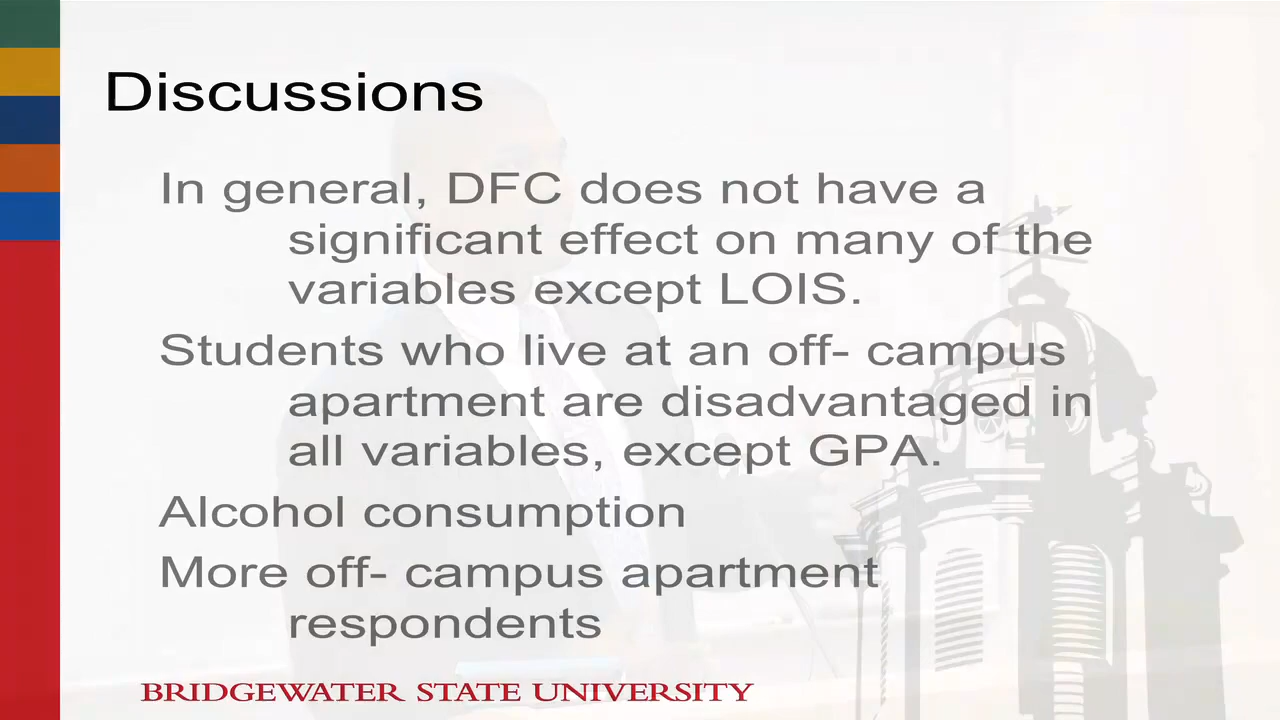 Discussions
In general, DFC does not have a
significant effect on many of the
variables except LOIS.
Students who live at an off- campus
apartment are disadvantaged in
all variables, except GPA.
Alcohol consumption
More off- campus apartment
respondents
BRIDGEWATER STATE UNIVERSITY